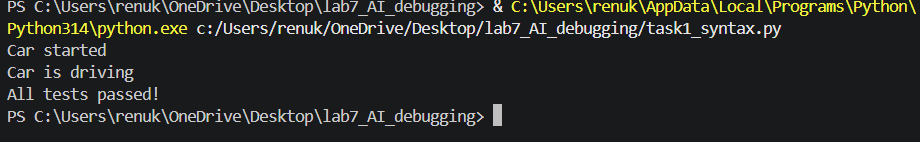 PS C:\Users\renuk\OneDrive\Desktop\lab7_AI_debugging> & C:\Users\renuk\AppData\Local\Programs\Python\
Python314\python.exe c:/Users/renuk/OneDrive/Desktop/lab7_AI_debugging/task1_syntax.py
Car started
Car is driving
All tests passed!
PS C:\Users\renuk\OneDrive\Desktop\lab7_AI_debugging>